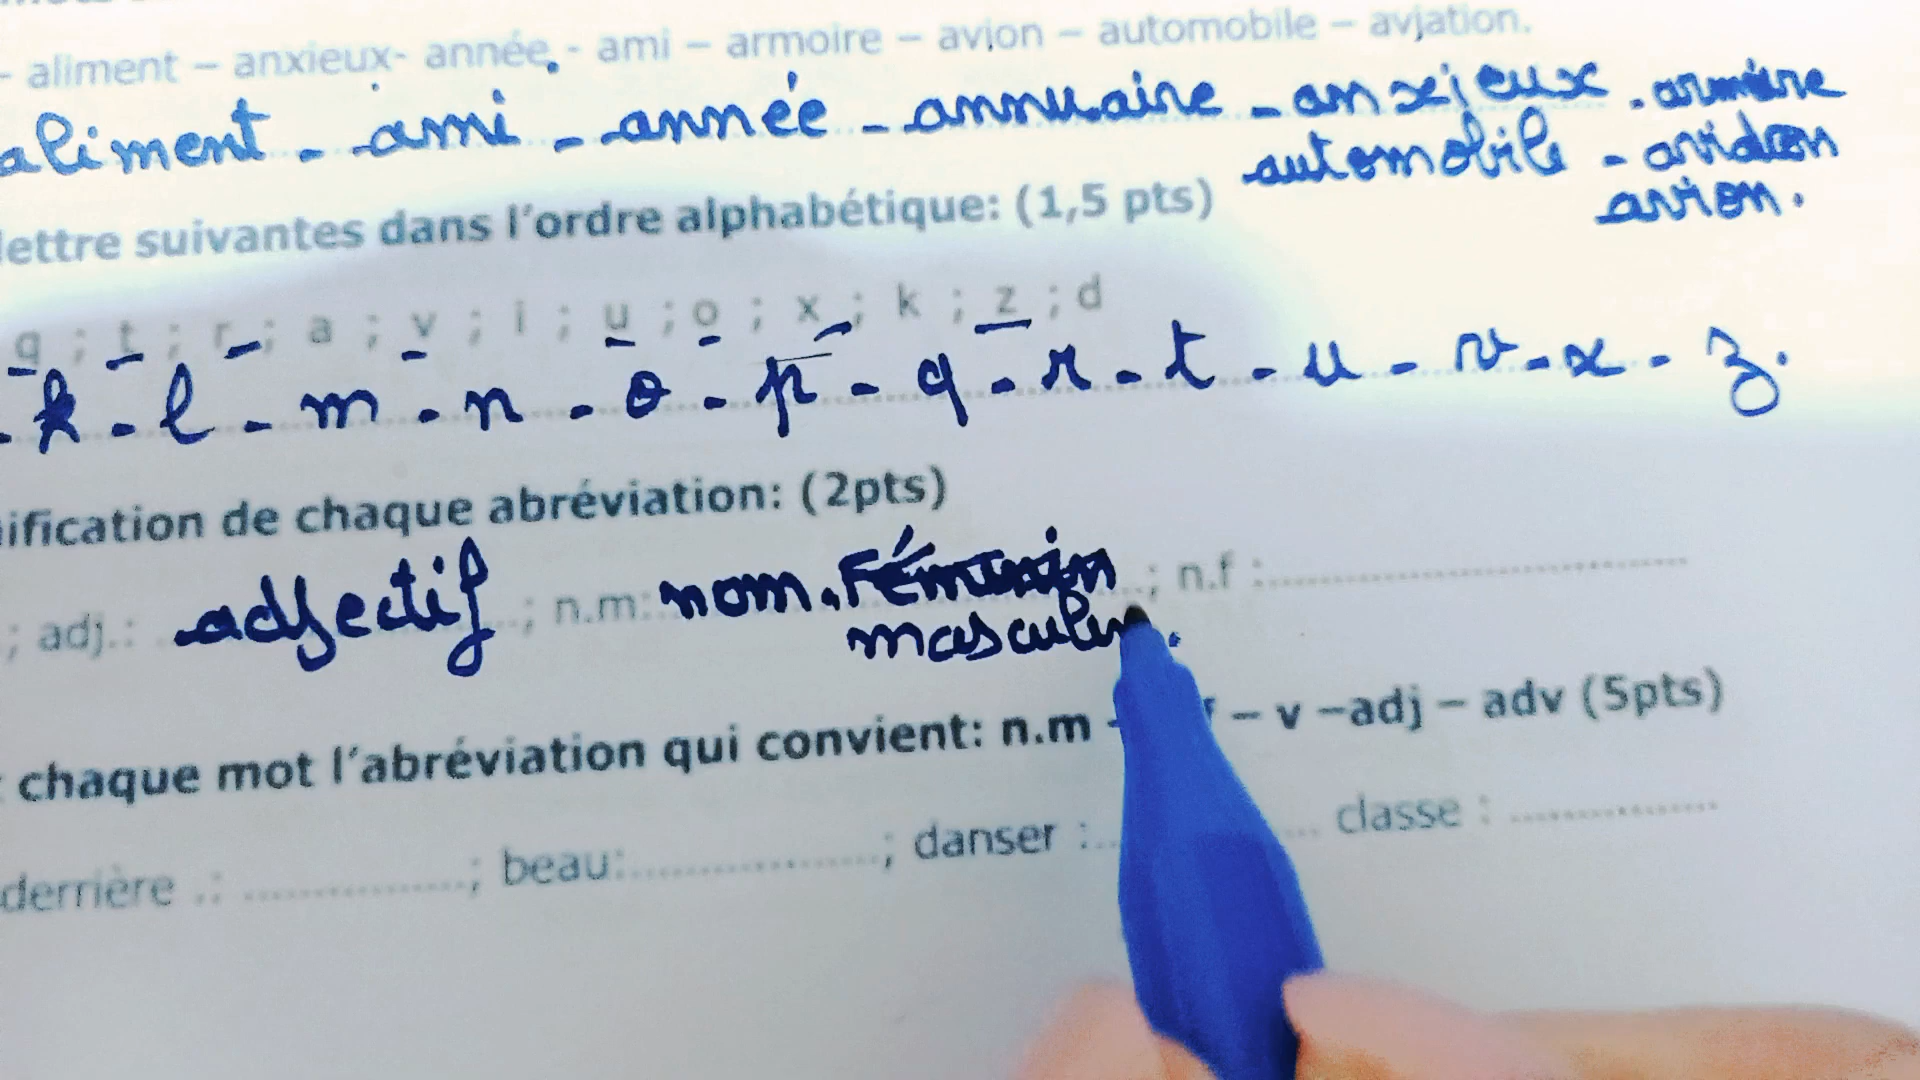 - aliment – anxieux- année - ami – armoire – avion – automobile – aviation.
aliment - ami - année - annuaire - anxieux - armoire
automobile - aviation
avion.
lettre suivantes dans l'ordre alphabétique: (1,5 pts)
q ; t ; r ; a ; v ; i ; u ; o ; x ; k ; z ; d
- k - l - m - n - o - p - q - r - t - u - v - x - z.
ification de chaque abréviation: (2pts)
; adj.: adjectif ; n.m: nom. Féminin ; n.f :
masculin.
chaque mot l'abréviation qui convient: n.m - – v –adj – adv (5pts)
derrière .: ; beau: ; danser : classe :